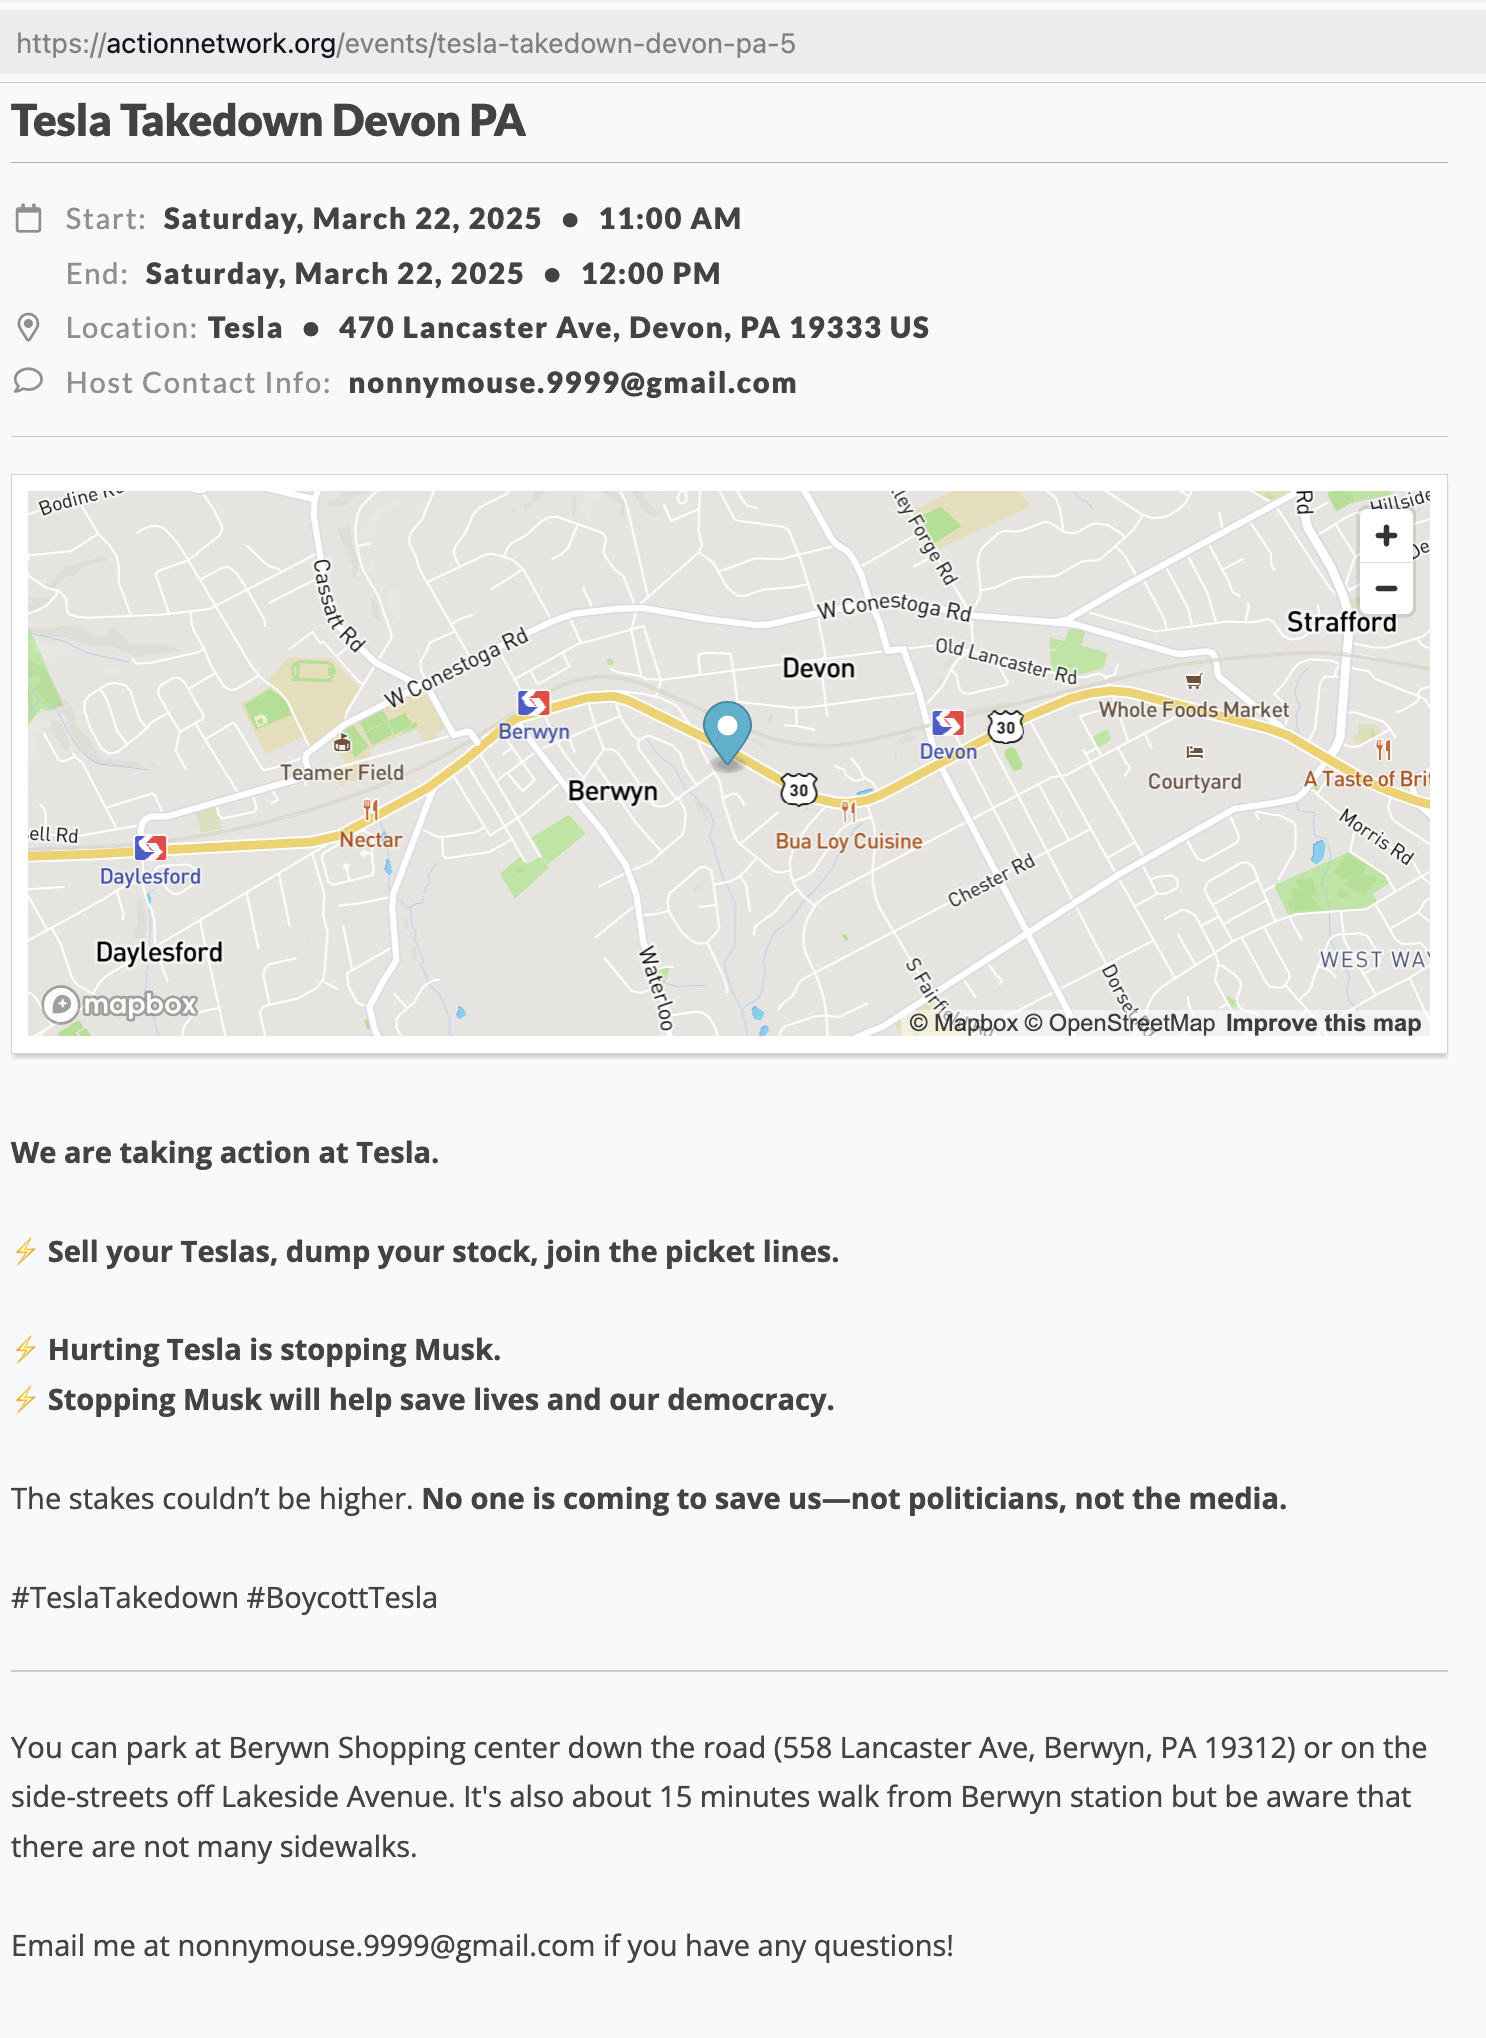 https://actionnetwork.org/events/tesla-takedown-devon-pa-5
Tesla Takedown Devon PA
Start: Saturday, March 22, 2025 ● 11:00 AM
End: Saturday, March 22, 2025 ● 12:00 PM
Location: Tesla ● 470 Lancaster Ave, Devon, PA 19333 US
Host Contact Info: nonnymouse.9999@gmail.com
Bodine
ley Forge Rd
Rd
Hillside
+
De
−
Cassatt Rd
W Conestoga Rd
W Conestoga Rd
Strafford
Old Lancaster Rd
Devon
Berwyn
Whole Foods Market
30
Devon
Teamer Field
Berwyn
30
Courtyard
A Taste of Brit
ell Rd
Nectar
Bua Loy Cuisine
Morris Rd
Daylesford
Chester Rd
Daylesford
WEST WAY
Waterloo
S Fairfield Rd
Dorset
mapbox
© Mapbox © OpenStreetMap Improve this map
We are taking action at Tesla.
⚡ Sell your Teslas, dump your stock, join the picket lines.
⚡ Hurting Tesla is stopping Musk.
⚡ Stopping Musk will help save lives and our democracy.
The stakes couldn’t be higher. No one is coming to save us—not politicians, not the media.
#TeslaTakedown #BoycottTesla
You can park at Berywn Shopping center down the road (558 Lancaster Ave, Berwyn, PA 19312) or on the
side-streets off Lakeside Avenue. It's also about 15 minutes walk from Berwyn station but be aware that
there are not many sidewalks.
Email me at nonnymouse.9999@gmail.com if you have any questions!